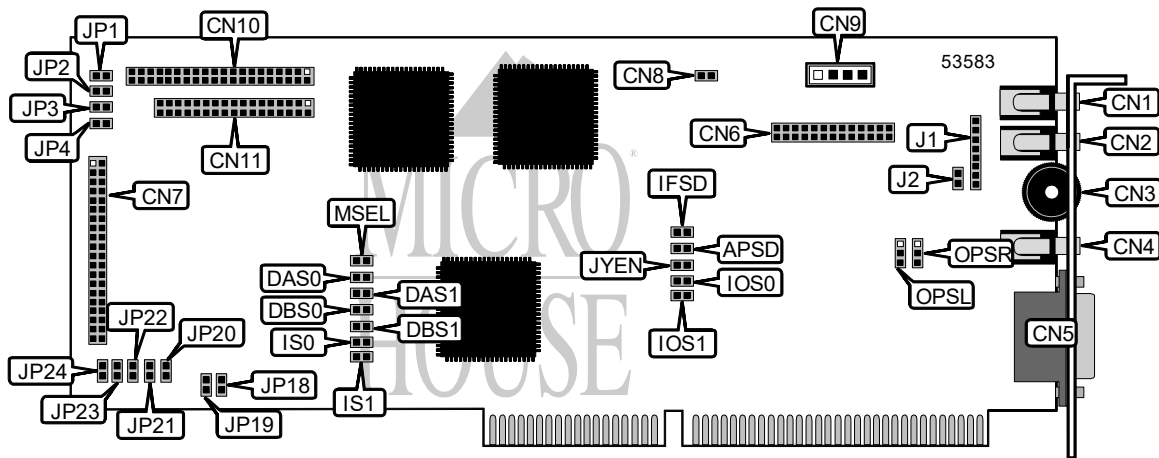 JP1
CN10
CN9
JP2
JP3
JP4
CN8
53583
CN1
CN11
CN6
J1
CN2
CN7
J2
CN3
MICRO
HOUSE
®
MSEL
IFSD
DAS0
APSD
CN4
JYEN
DAS1
IOS0
OPSR
DBS0
OPSL
DBS1
IS0
IOS1
CN5
JP22
JP20
JP24
JP18
JP23
JP21
JP19
IS1